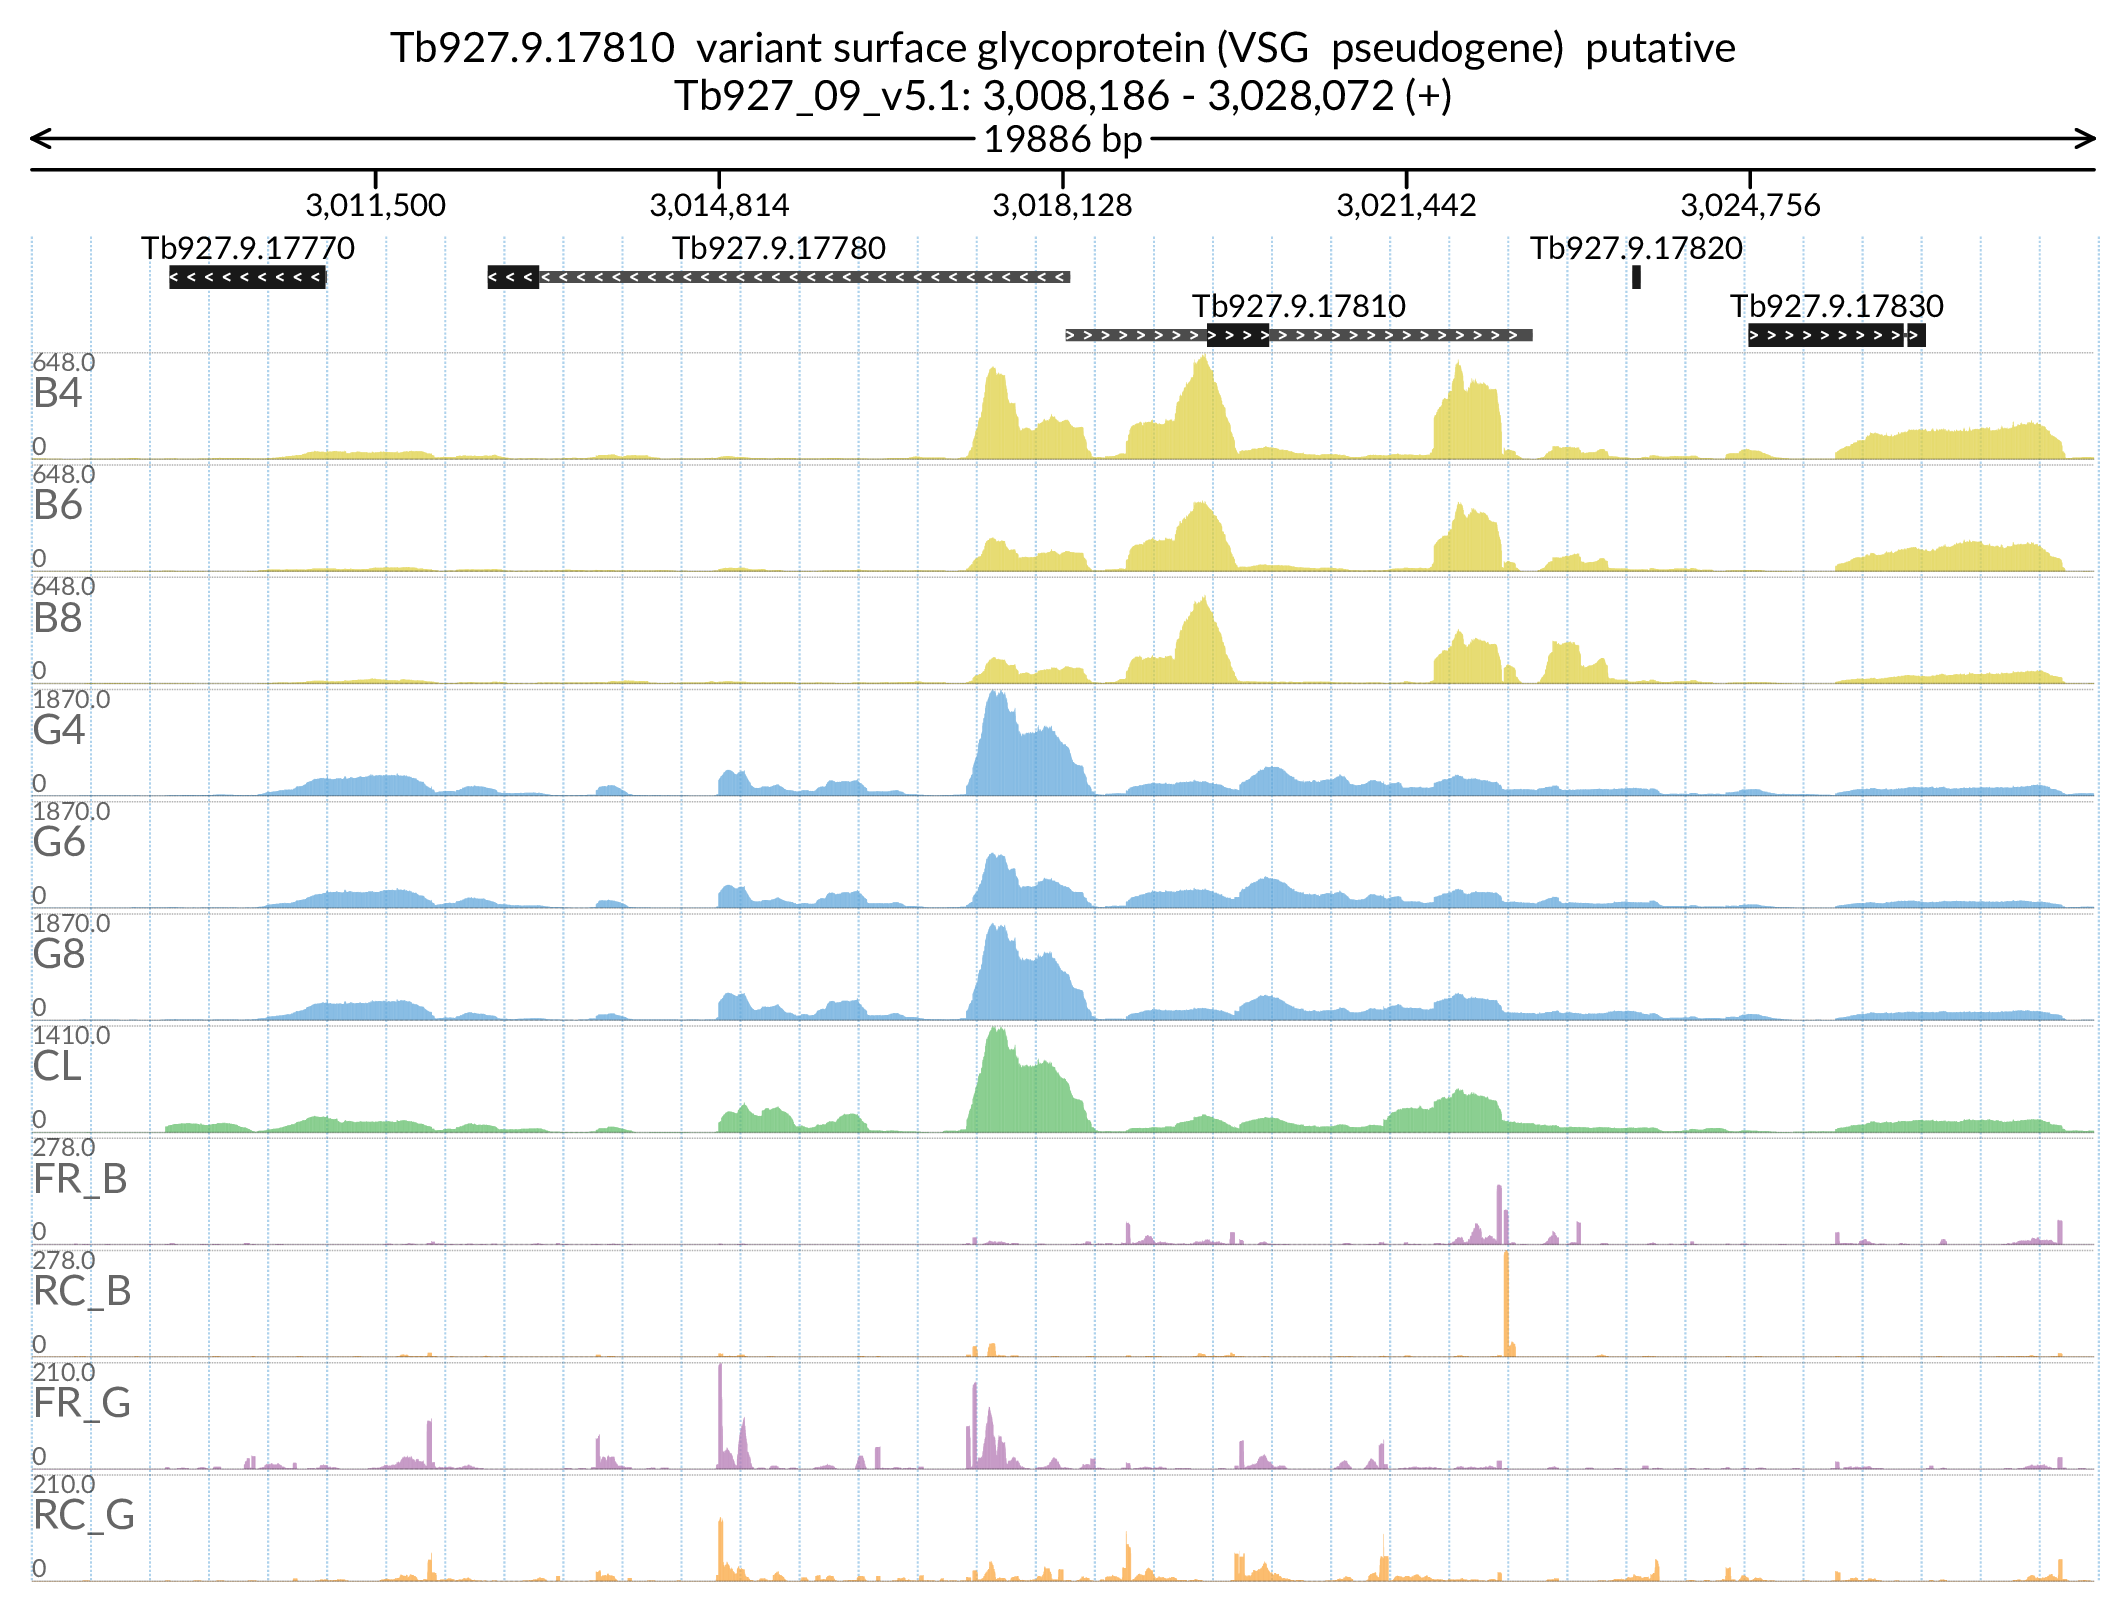 Tb927.9.17810  variant surface glycoprotein (VSG  pseudogene)  putative
Tb927_09_v5.1: 3,008,186 - 3,028,072 (+)
19886 bp
3,011,500 3,014,814 3,018,128 3,021,442 3,024,756
Tb927.9.17770 Tb927.9.17780 Tb927.9.17820
Tb927.9.17810 Tb927.9.17830
648.0
B4
0
648.0
B6
0
648.0
B8
0
1870.0
G4
0
1870.0
G6
0
1870.0
G8
0
1410.0
CL
0
278.0
FR_B
0
278.0
RC_B
0
210.0
FR_G
0
210.0
RC_G
0